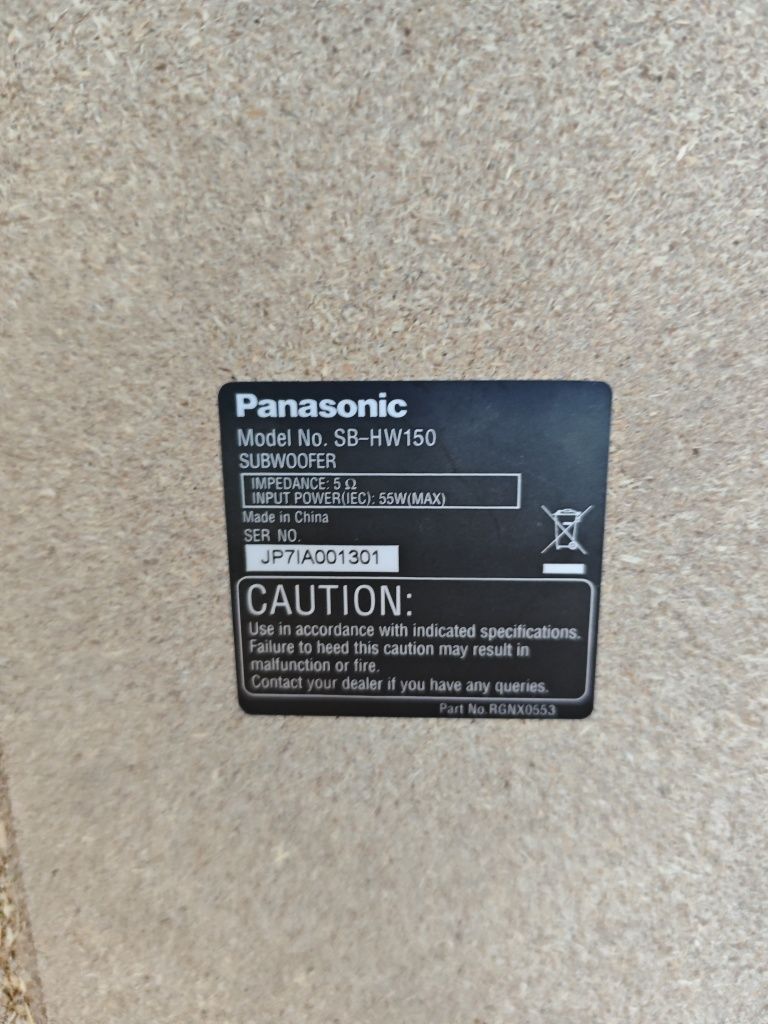 Panasonic
Model No. SB-HW150
SUBWOOFER
IMPEDANCE: 5 Ω
INPUT POWER(IEC): 55W(MAX)
Made in China
SER NO.
JP7IA001301
CAUTION:
Use in accordance with indicated specifications.
Failure to heed this caution may result in
malfunction or fire.
Contact your dealer if you have any queries.
Part No.RGNX0553